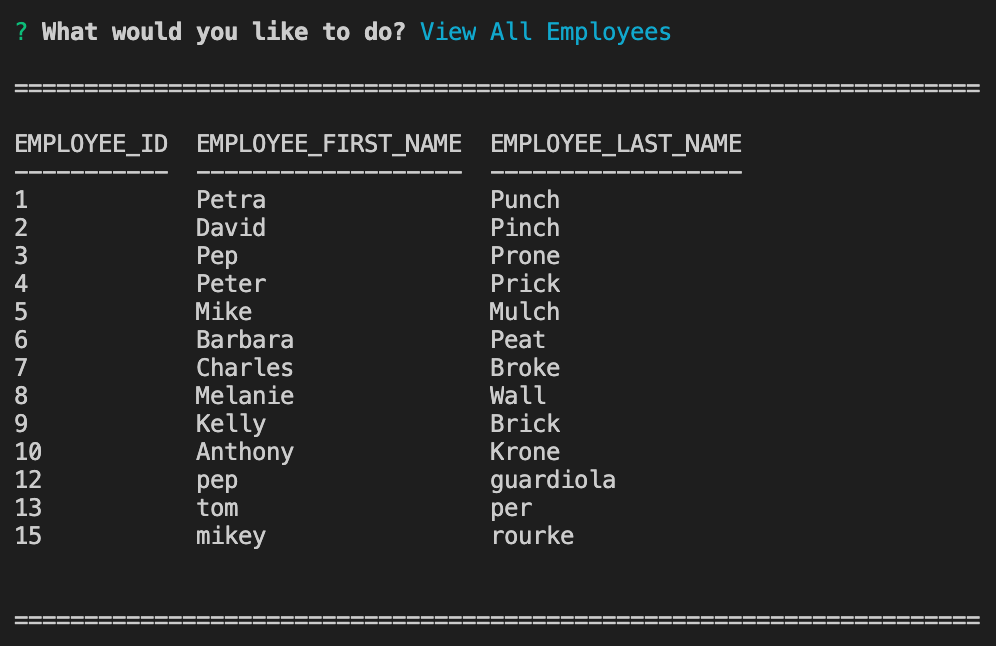 ? What would you like to do? View All Employees
=====================================================================
EMPLOYEE_ID  EMPLOYEE_FIRST_NAME  EMPLOYEE_LAST_NAME
-----------  -------------------  ------------------
1            Petra                Punch
2            David                Pinch
3            Pep                  Prone
4            Peter                Prick
5            Mike                 Mulch
6            Barbara              Peat
7            Charles              Broke
8            Melanie              Wall
9            Kelly                Brick
10           Anthony              Krone
12           pep                  guardiola
13           tom                  per
15           mikey                rourke
=====================================================================